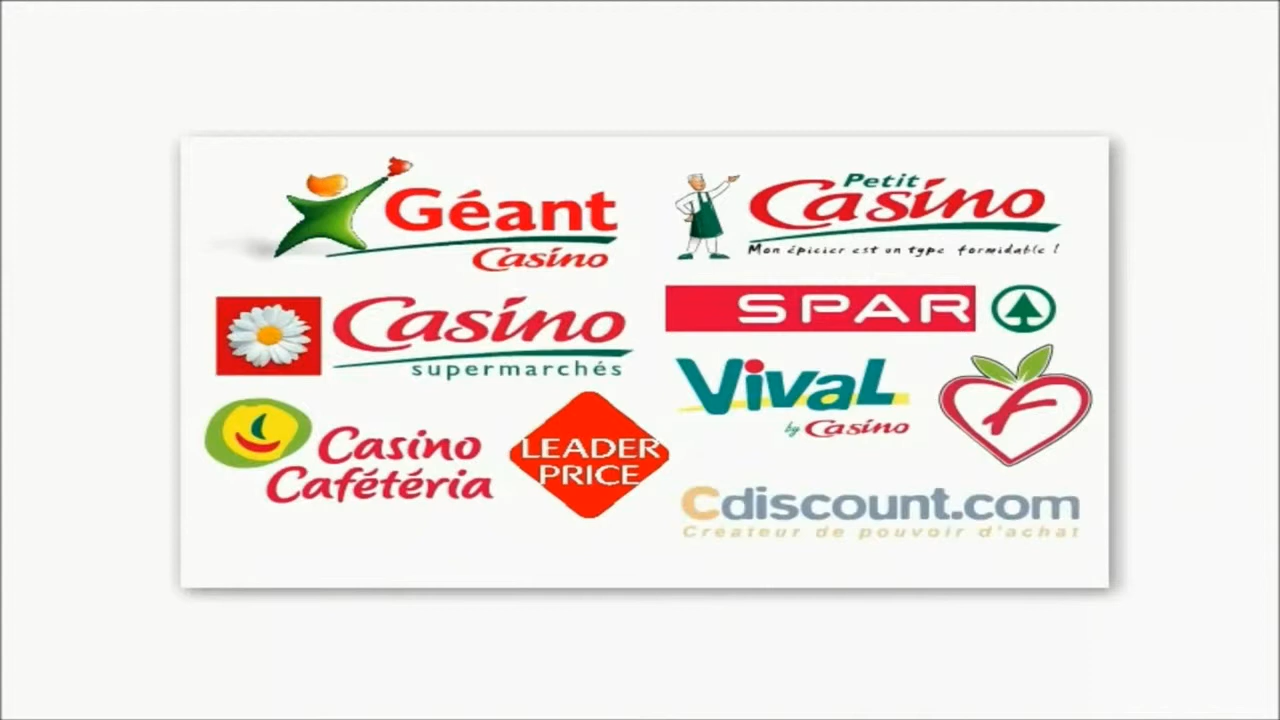 Géant
Casino
Petit
Casino
Mon épicier est un type formidable !
Casino
supermarchés
SPAR
Vival
by Casino
f
Casino
Cafétéria
LEADER
PRICE
Cdiscount.com
Createur de pouvoir d'achat